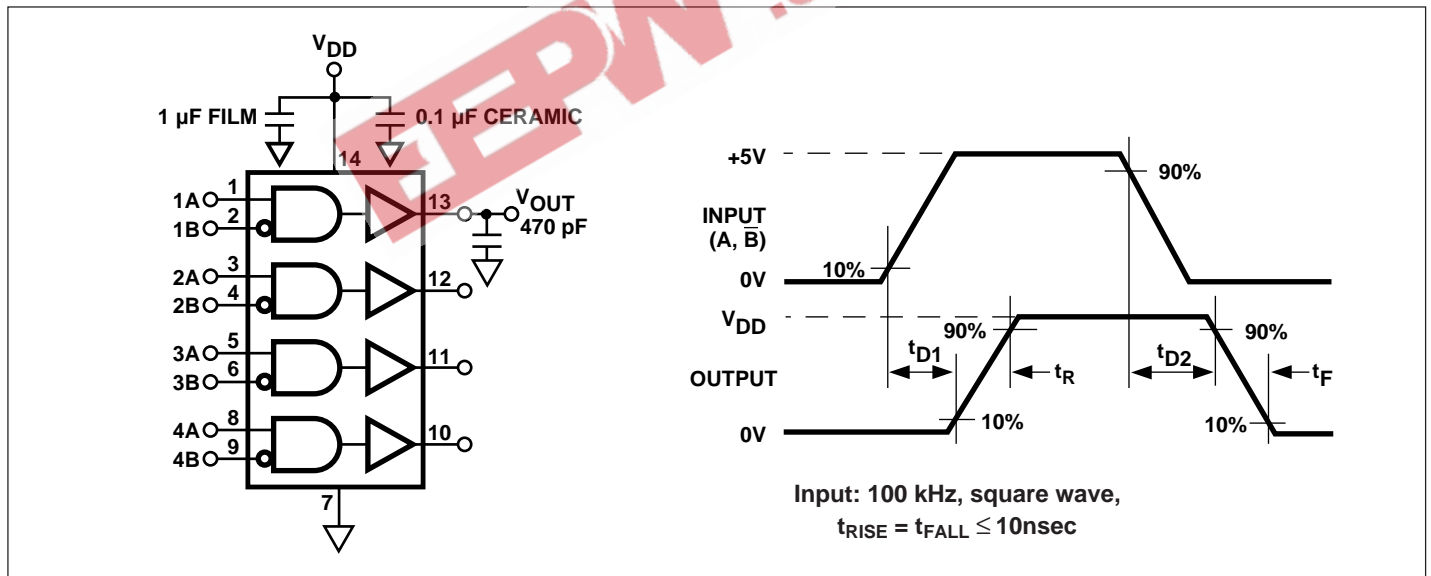 VDD
1 µF FILM
0.1 µF CERAMIC
14
1A
1
1B
2
13
VOUT
470 pF
2A
3
2B
4
12
3A
5
3B
6
11
4A
8
4B
9
10
7
+5V
90%
INPUT
(A, B̅)
10%
0V
VDD
90%
tD1
tR
tD2
90%
tF
OUTPUT
10%
10%
0V
Input: 100 kHz, square wave,
tRISE = tFALL ≤ 10nsec
EEPW